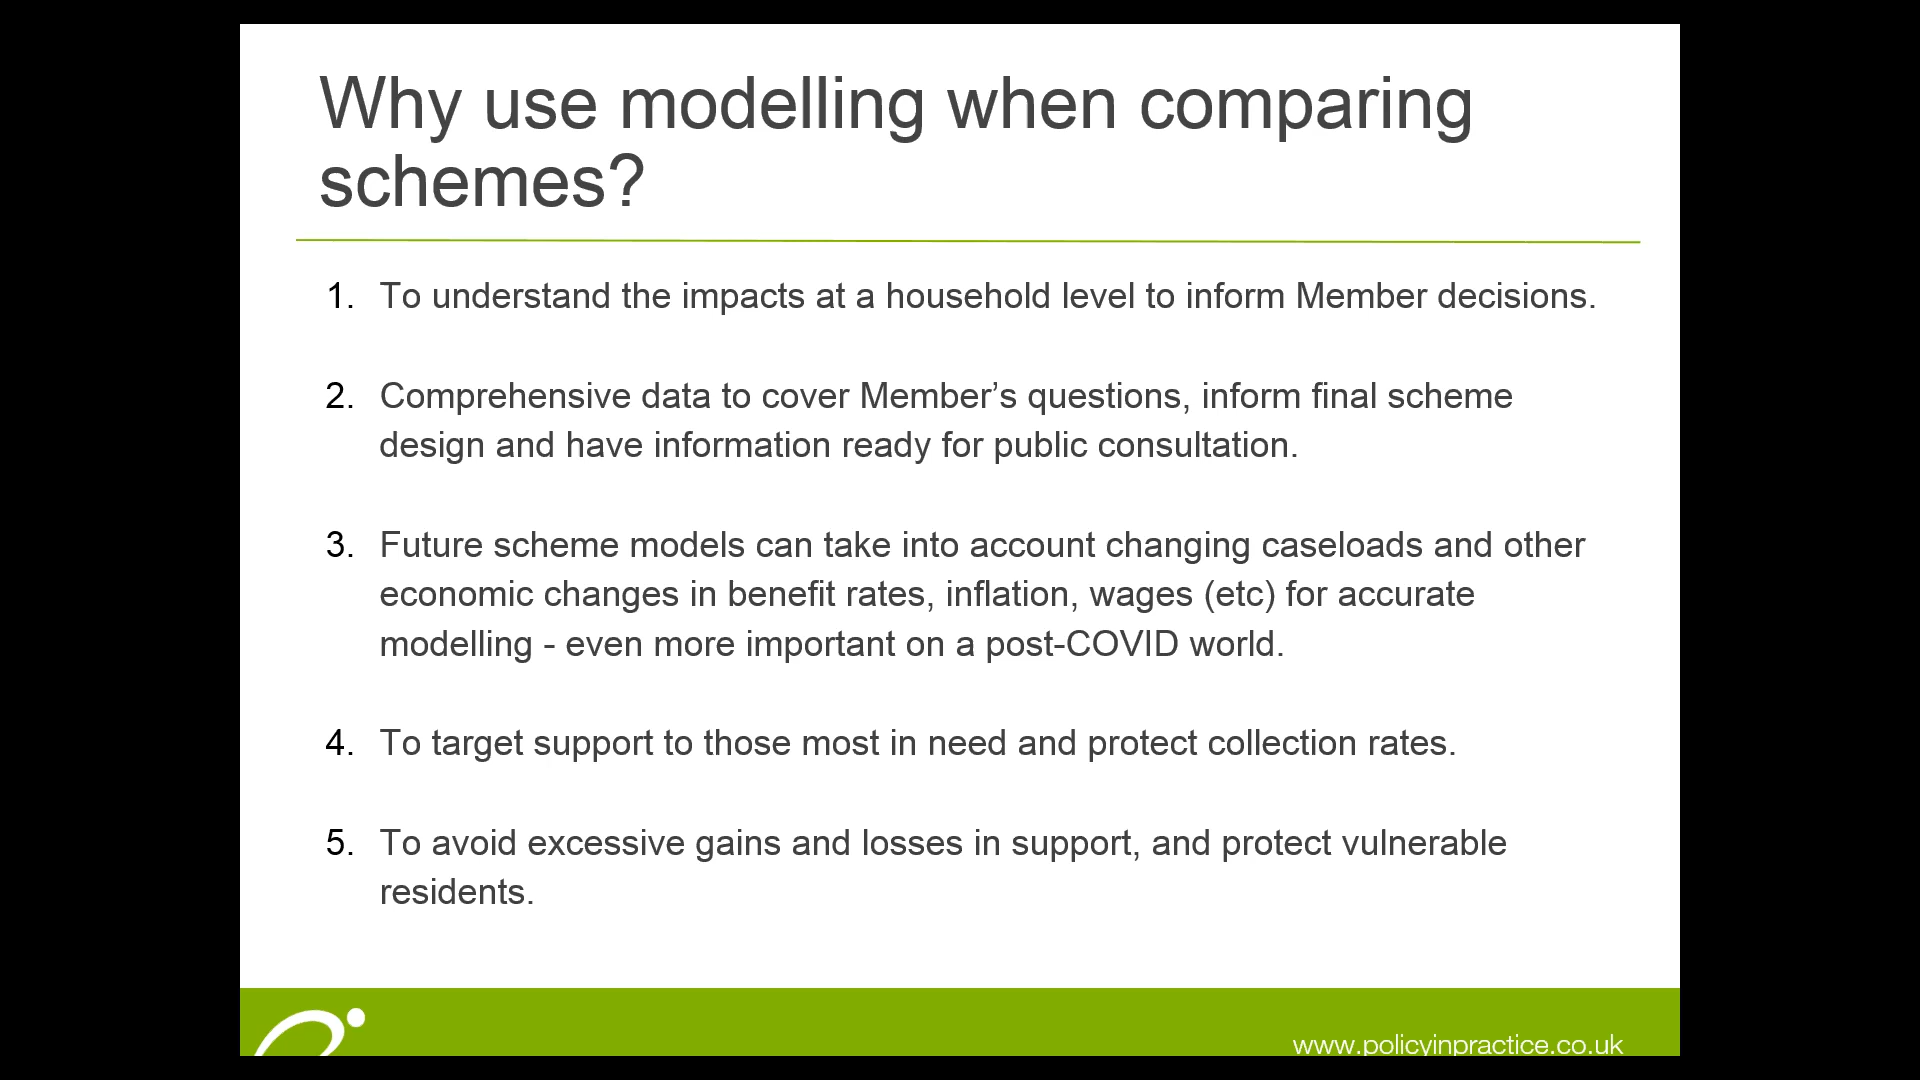 Why use modelling when comparing
schemes?
1. To understand the impacts at a household level to inform Member decisions.
2. Comprehensive data to cover Member’s questions, inform final scheme
design and have information ready for public consultation.
3. Future scheme models can take into account changing caseloads and other
economic changes in benefit rates, inflation, wages (etc) for accurate
modelling - even more important on a post-COVID world.
4. To target support to those most in need and protect collection rates.
5. To avoid excessive gains and losses in support, and protect vulnerable
residents.
www.policyinpractice.co.uk